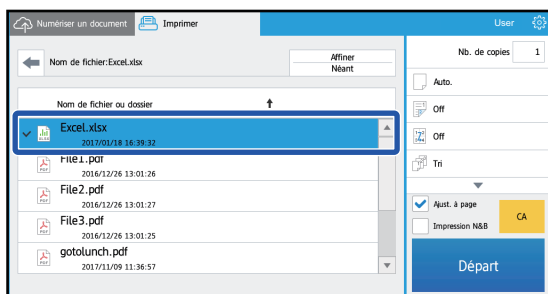 Numériser un document
Imprimer
User
Nom de fichier:Excel.xlsx
Affiner
Néant
Nb. de copies 1
Auto.
Nom de fichier ou dossier
Off
Excel.xlsx
2017/01/18 16:39:32
Off
File1.pdf
2016/12/26 13:01:26
Tri
File2.pdf
2016/12/26 13:01:27
Ajust. à page
File3.pdf
2016/12/26 13:01:25
Impression N&B
CA
gotolunch.pdf
2017/11/09 11:36:57
Départ